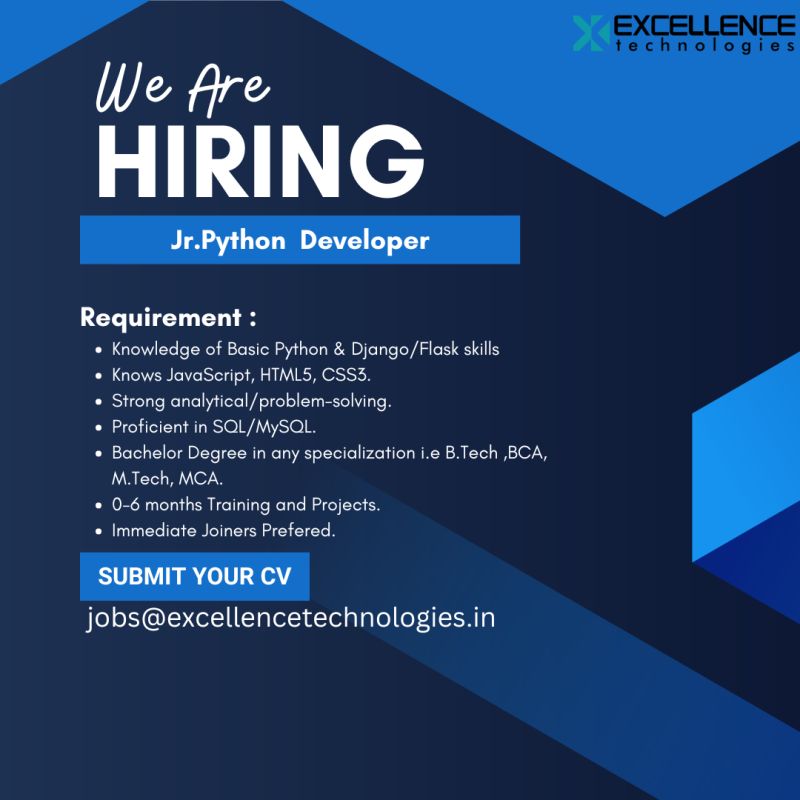 EXCELLENCE
technologies
We Are
HIRING
Jr.Python Developer
Requirement :
• Knowledge of Basic Python & Django/Flask skills
• Knows JavaScript, HTML5, CSS3.
• Strong analytical/problem-solving.
• Proficient in SQL/MySQL.
• Bachelor Degree in any specialization i.e B.Tech ,BCA,
M.Tech, MCA.
• 0-6 months Training and Projects.
• Immediate Joiners Prefered.
SUBMIT YOUR CV
jobs@excellencetechnologies.in